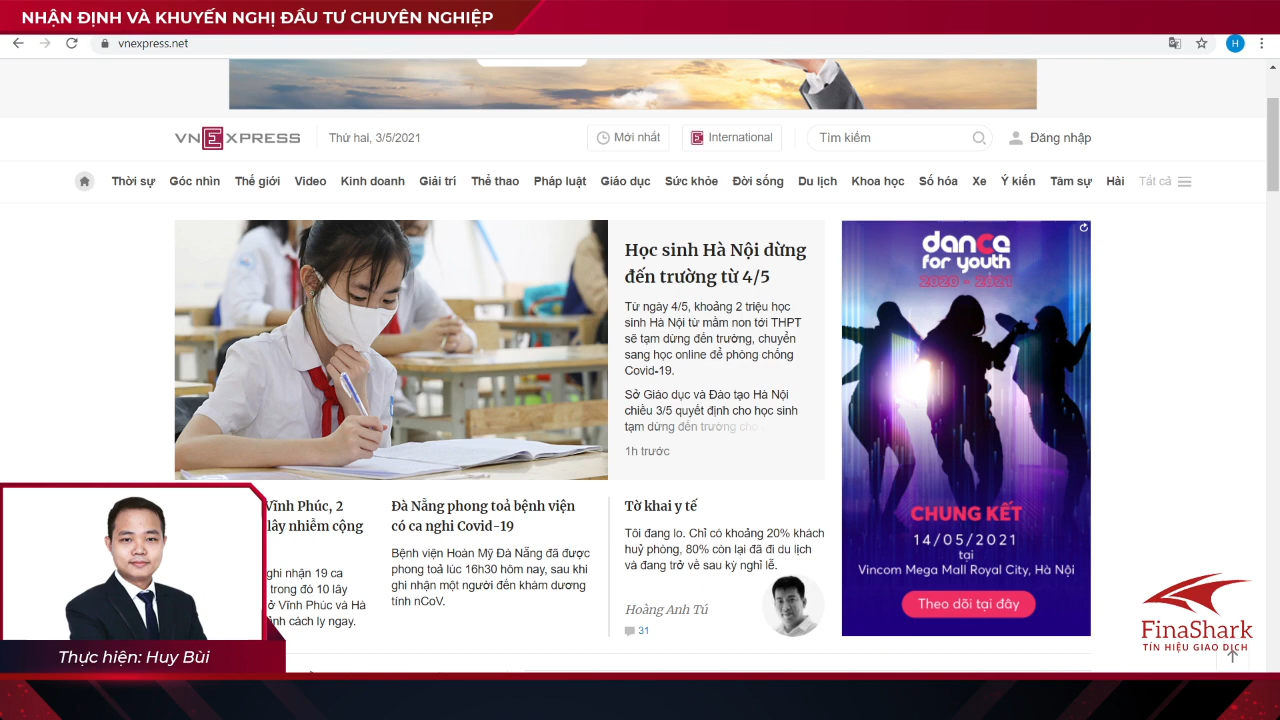 NHẬN ĐỊNH VÀ KHUYẾN NGHỊ ĐẦU TƯ CHUYÊN NGHIỆP
vnexpress.net
H
VNEXPRESS
Thứ hai, 3/5/2021
Mới nhất
E International
Tìm kiếm
Đăng nhập
Thời sự Góc nhìn Thế giới Video Kinh doanh Giải trí Thể thao Pháp luật Giáo dục Sức khỏe Đời sống Du lịch Khoa học Số hóa Xe Ý kiến Tâm sự Hài Tất cả
Học sinh Hà Nội dừng
đến trường từ 4/5
Từ ngày 4/5, khoảng 2 triệu học
sinh Hà Nội từ mầm non tới THPT
sẽ tạm dừng đến trường, chuyển
sang học online để phòng chống
Covid-19.
Sở Giáo dục và Đào tạo Hà Nội
chiều 3/5 quyết định cho học sinh
tạm dừng đến trường cho
1h trước
dance
for youth
2020 - 2021
CHUNG KẾT
14/05/2021
tại
Vincom Mega Mall Royal City, Hà Nội
Theo dõi tại đây
Vĩnh Phúc, 2
lây nhiễm cộng
ghi nhận 19 ca
trong đó 10 lây
ở Vĩnh Phúc và Hà
cách ly ngay.
Đà Nẵng phong toả bệnh viện
có ca nghi Covid-19
Bệnh viện Hoàn Mỹ Đà Nẵng đã được
phong toả lúc 16h30 hôm nay, sau khi
ghi nhận một người đến khám dương
tính nCoV.
Tờ khai y tế
Tôi đang lo. Chỉ có khoảng 20% khách
huỷ phòng, 80% còn lại đã đi du lịch
và đang trở về sau kỳ nghỉ lễ.
Hoàng Anh Tú
31
Thực hiện: Huy Bùi
FinaShark
TÍN HIỆU GIAO DỊCH